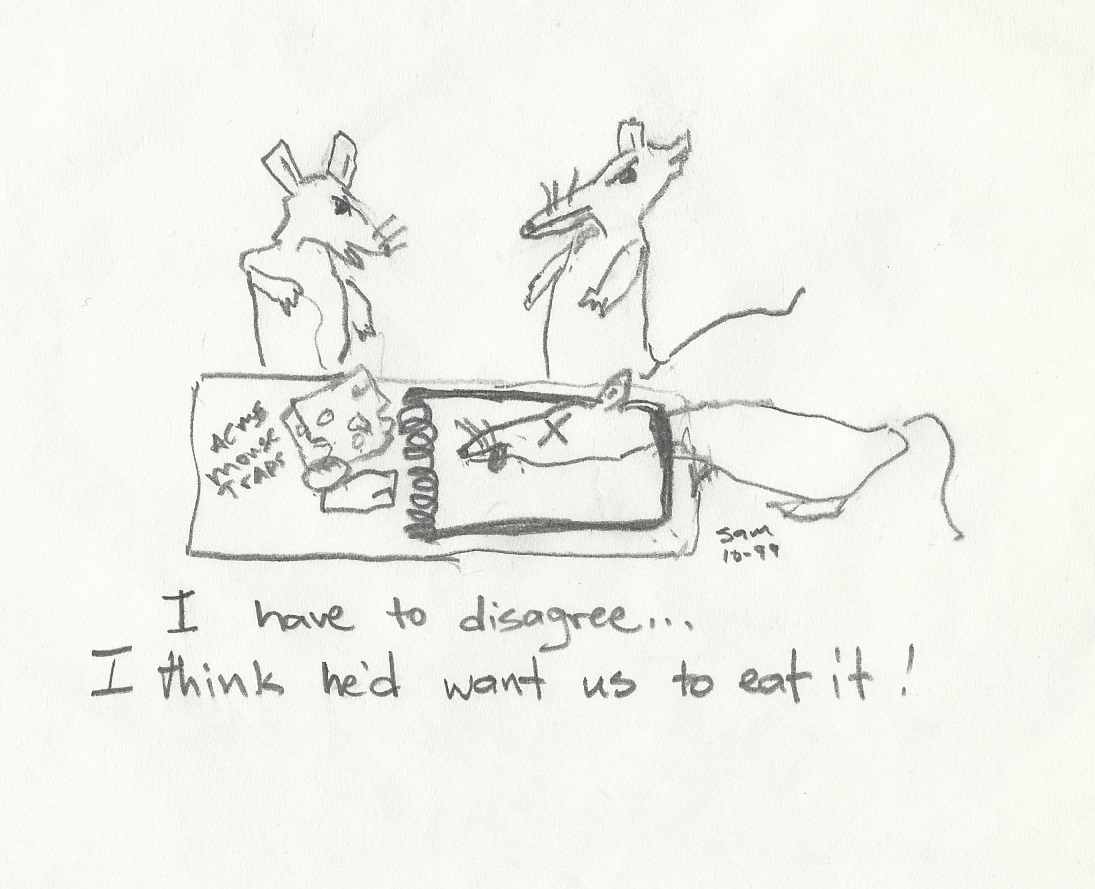 ACME
mouse
TRAPS
Sam
10-99
I have to disagree...
I think he'd want us to eat it!